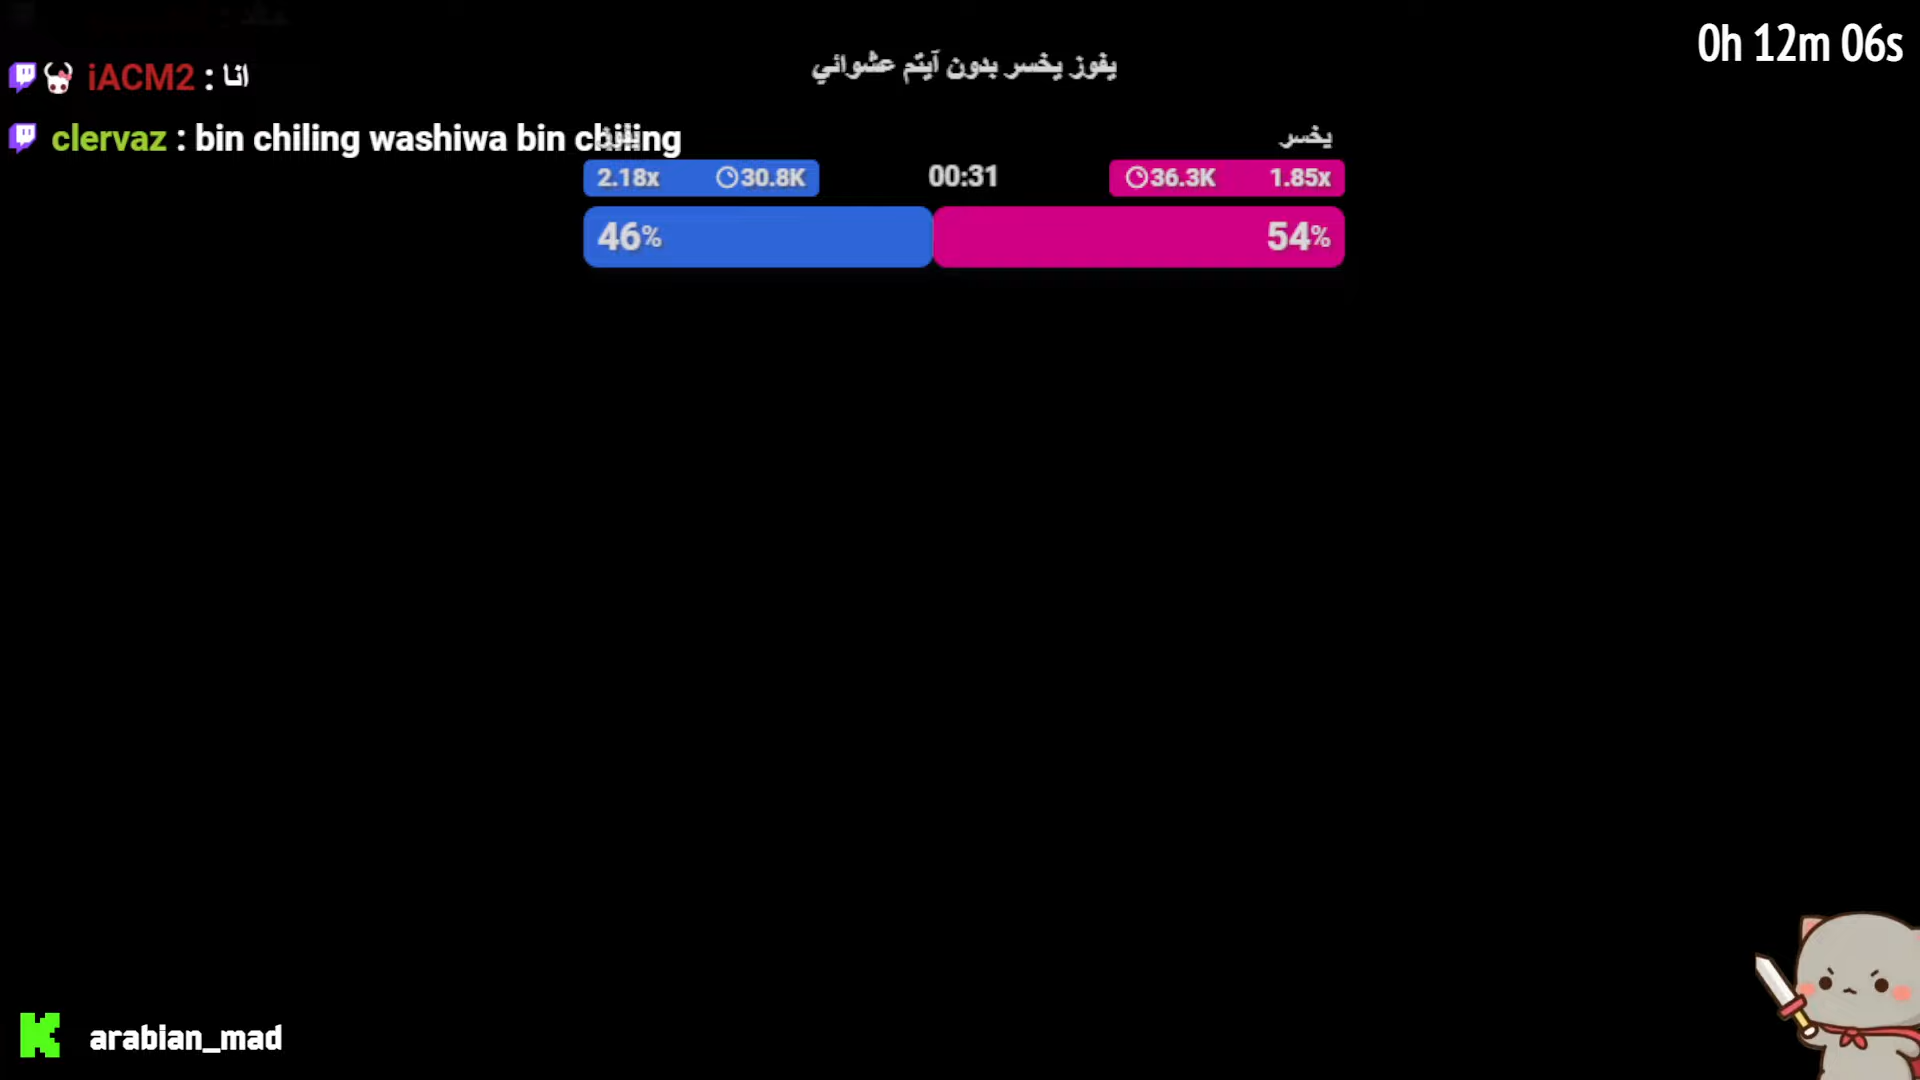 0h 12m 06s
يفوز يخسر بدون آيتم عشوائي
iACM2 : انا
clervaz : bin chiling washiwa bin chiling
يفوز
يخسر
2.18x 30.8K
00:31
36.3K 1.85x
46%
54%
arabian_mad